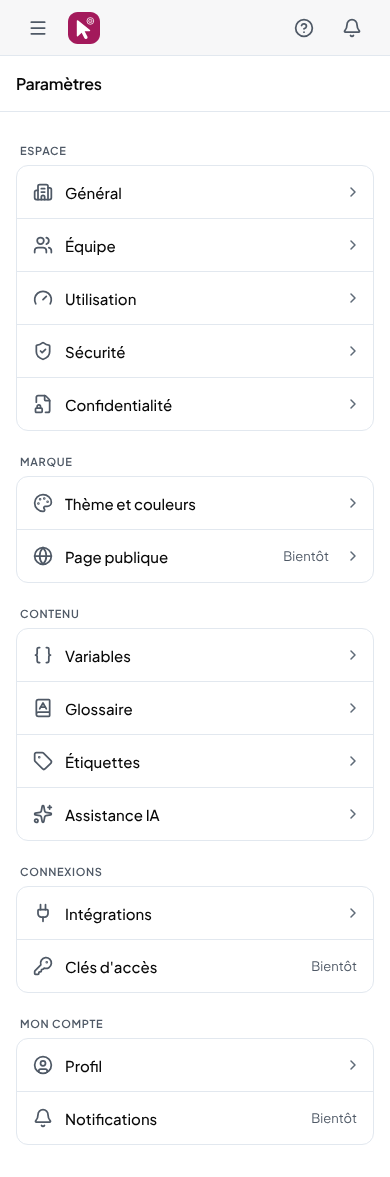 Paramètres
ESPACE
Général
Équipe
Utilisation
Sécurité
Confidentialité
MARQUE
Thème et couleurs
Page publique Bientôt
CONTENU
Variables
Glossaire
Étiquettes
Assistance IA
CONNEXIONS
Intégrations
Clés d'accès Bientôt
MON COMPTE
Profil
Notifications Bientôt